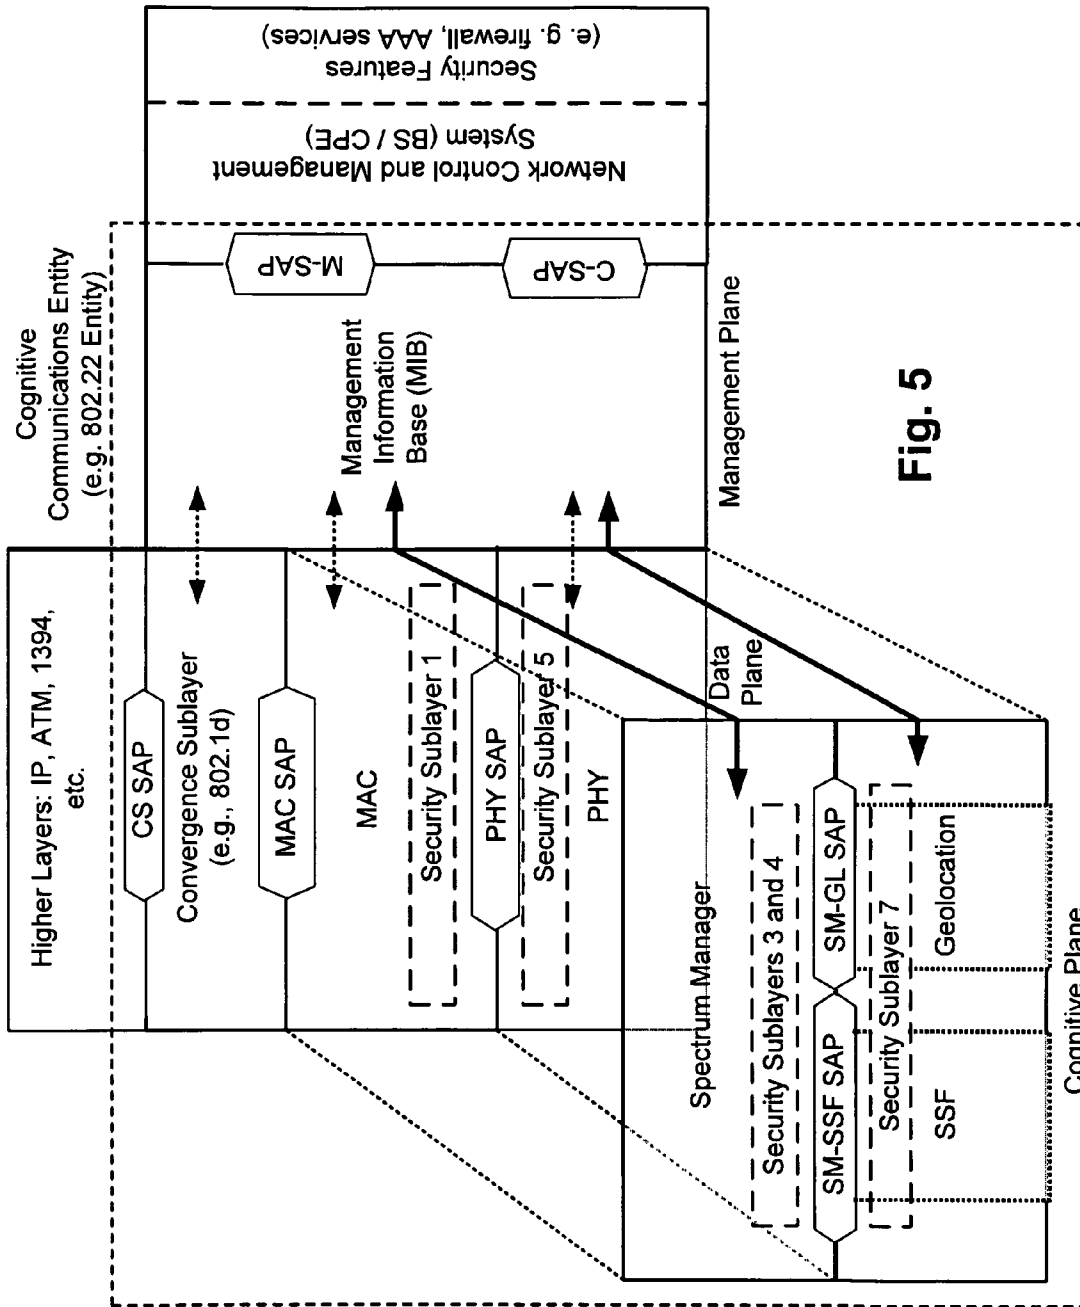 Cognitive
Communications Entity
(e.g. 802.22 Entity)
Higher Layers: IP, ATM, 1394,
etc.
CS SAP
Convergence Sublayer
(e.g., 802.1d)
MAC SAP
MAC
Security Sublayer 1
PHY SAP
Security Sublayer 5
PHY
Data
Plane
Management
Information
Base (MIB)
Management Plane
M-SAP
C-SAP
Network Control and Management
System (BS / CPE)
Security Features
(e. g. firewall, AAA services)
Spectrum Manager
Security Sublayers 3 and 4
SM-SSF SAP
SM-GL SAP
Security Sublayer 7
SSF
Geolocation
Cognitive Plane
Fig. 5